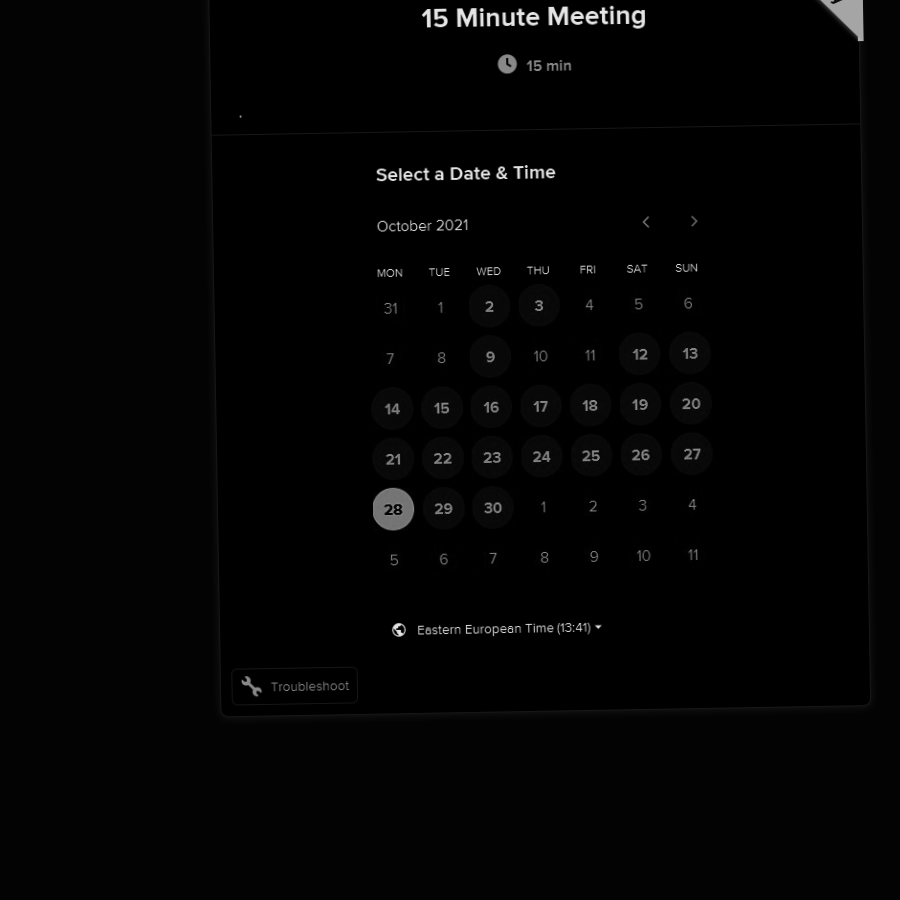 15 Minute Meeting
15 min
Select a Date & Time
October 2021
MON TUE WED THU FRI SAT SUN
31 1 2 3 4 5 6
7 8 9 10 11 12 13
14 15 16 17 18 19 20
21 22 23 24 25 26 27
28 29 30 1 2 3 4
5 6 7 8 9 10 11
Eastern European Time (13:41)
Troubleshoot